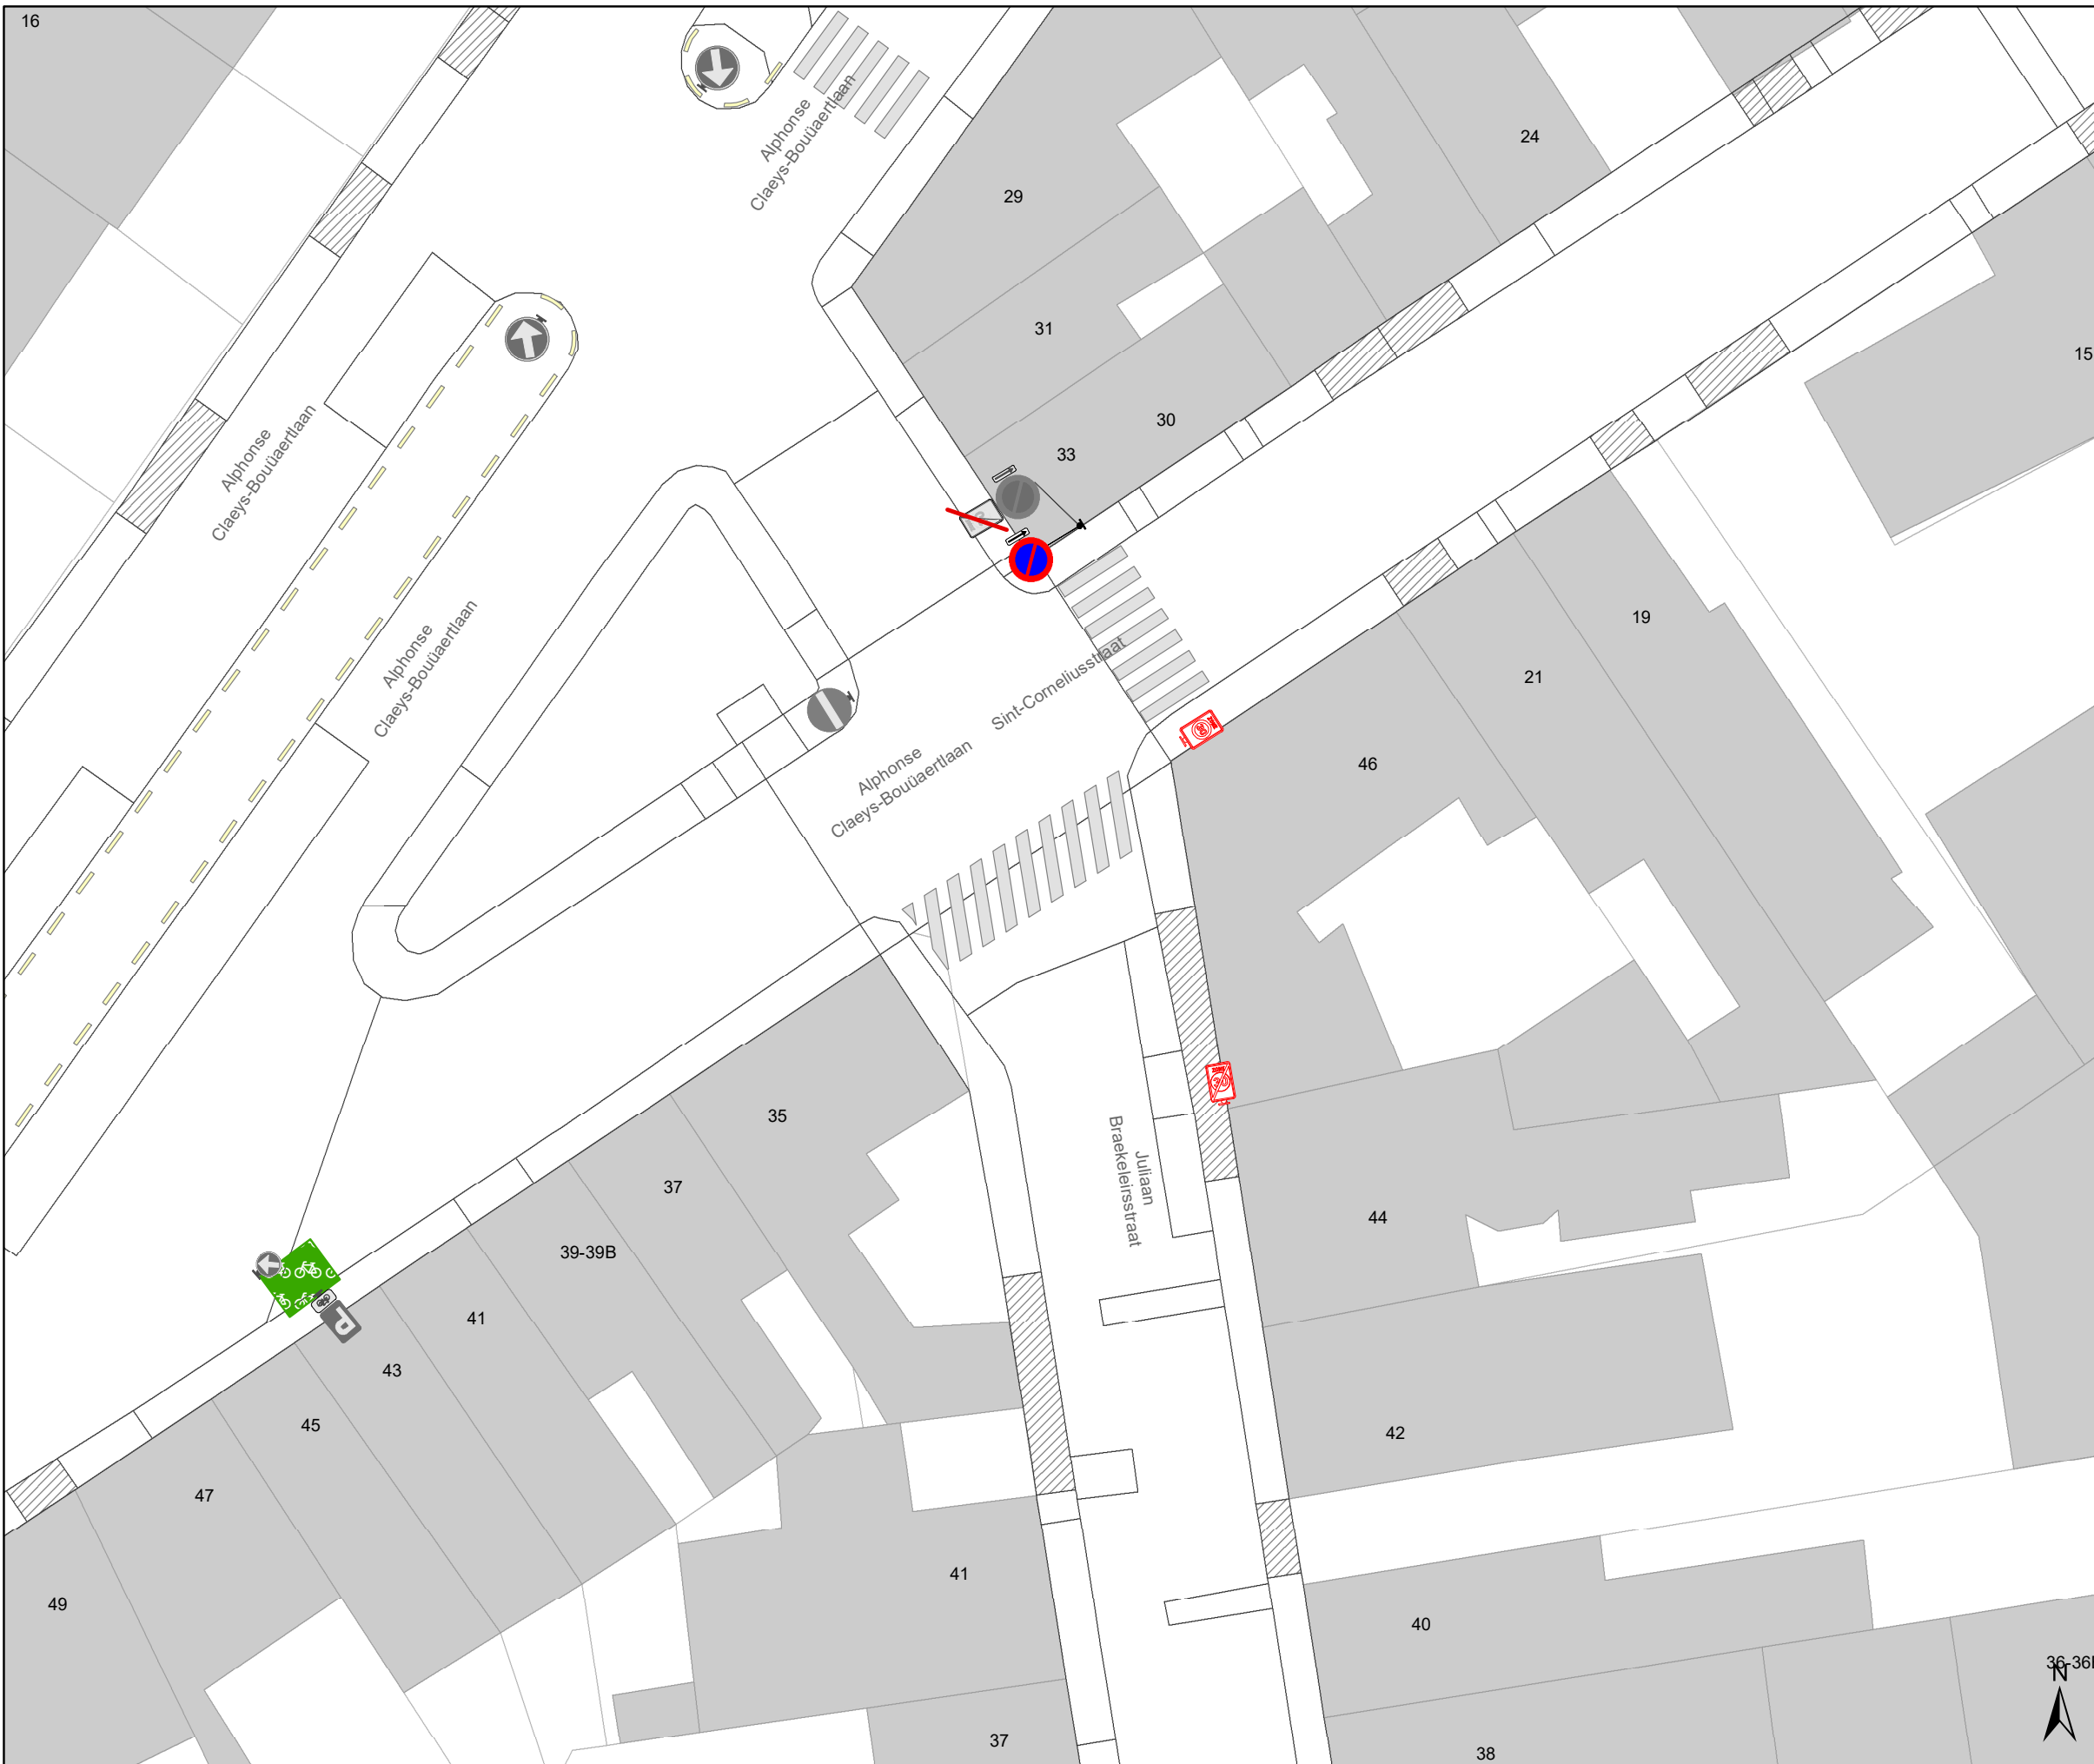 16
Alphonse
Claeys-Bouüaertlaan
24
29
31
15
30
33
Alphonse
Claeys-Bouüaertlaan
19
Alphonse
Claeys-Bouüaertlaan
21
Sint-Corneliusstraat
Alphonse
Claeys-Bouüaertlaan
46
35
37
Juliaan
Braekeleirsstraat
44
39-39B
P
41
43
45
42
47
41
49
40
36-36
N
37
38